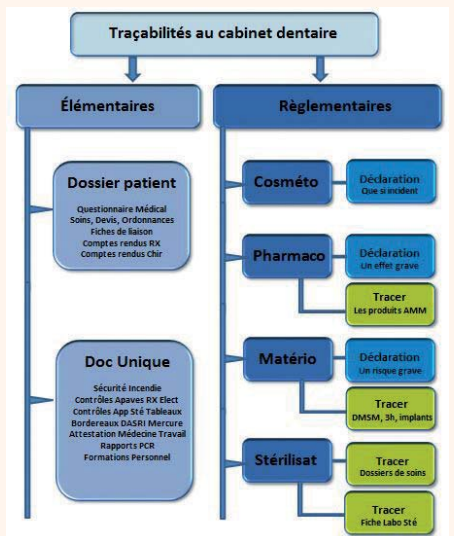 Traçabilités au cabinet dentaire
Élémentaires
Règlementaires
Dossier patient
Questionnaire Médical
Soins, Devis, Ordonnances
Fiches de liaison
Comptes rendus RX
Comptes rendus Chir
Doc Unique
Sécurité Incendie
Contrôles Apaves RX Elect
Contrôles App Sté Tableaux
Bordereaux DASRI Mercure
Attestation Médecine Travail
Rapports PCR
Formations Personnel
Cosméto
Déclaration
Que si incident
Pharmaco
Déclaration
Un effet grave
Tracer
Les produits AMM
Matério
Déclaration
Un risque grave
Tracer
DMSM, 3h, implants
Stérilisat
Tracer
Dossiers de soins
Tracer
Fiche Labo Sté